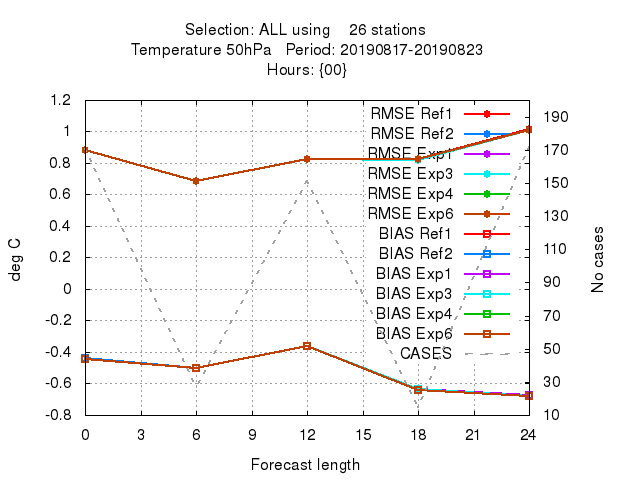 Selection: ALL using    26 stations
Temperature 50hPa   Period: 20190817-20190823
Hours: {00}
1.2
1
0.8
0.6
0.4
0.2
0
-0.2
-0.4
-0.6
-0.8
deg C
RMSE Ref1
RMSE Ref2
RMSE Exp1
RMSE Exp3
RMSE Exp4
RMSE Exp6
BIAS Ref1
BIAS Ref2
BIAS Exp1
BIAS Exp3
BIAS Exp4
BIAS Exp6
CASES
190
170
150
130
110
90
70
50
30
10
No cases
0 3 6 9 12 15 18 21 24
Forecast length